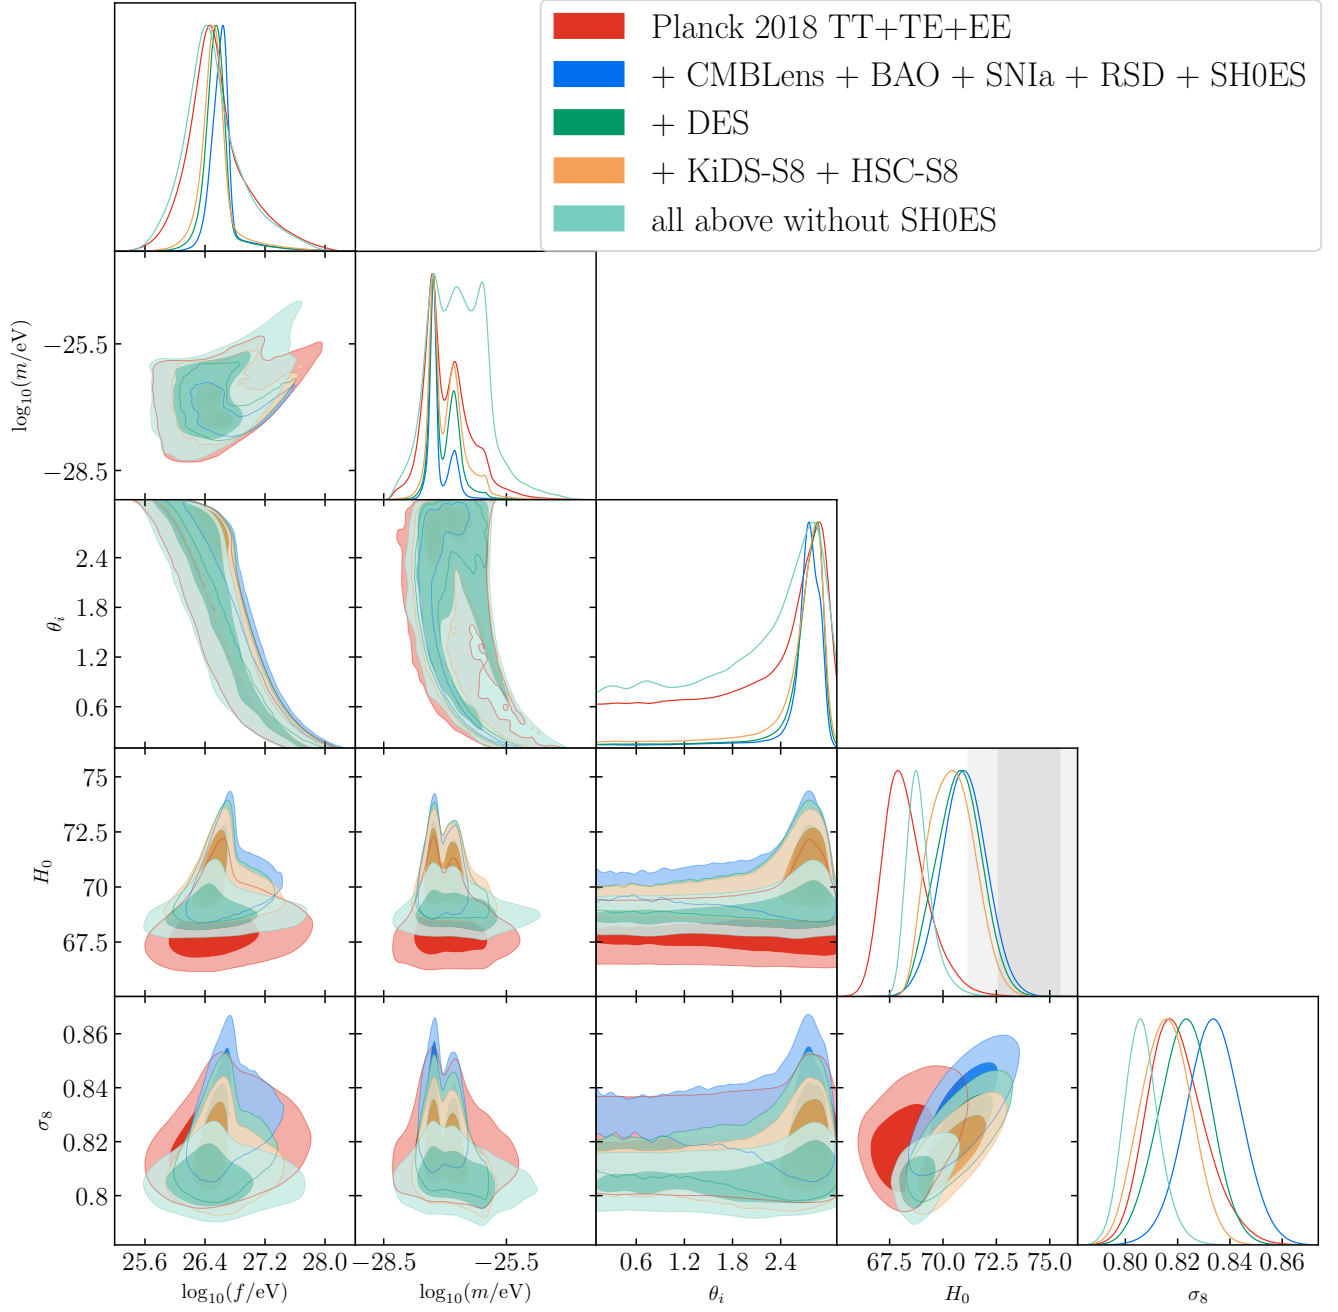 Planck 2018 TT+TE+EE
+ CMBLens + BAO + SNIa + RSD + SH0ES
+ DES
+ KiDS-S8 + HSC-S8
all above without SH0ES
log₁₀(m/eV)
−25.5
−28.5
θᵢ
2.4
1.8
1.2
0.6
H₀
75
72.5
70
67.5
σ₈
0.86
0.84
0.82
0.8
25.6 26.4 27.2 28.0 −28.5 −25.5 0.6 1.2 1.8 2.4 67.5 70.0 72.5 75.0 0.80 0.82 0.84 0.86
log₁₀(f/eV) log₁₀(m/eV) θᵢ H₀ σ₈